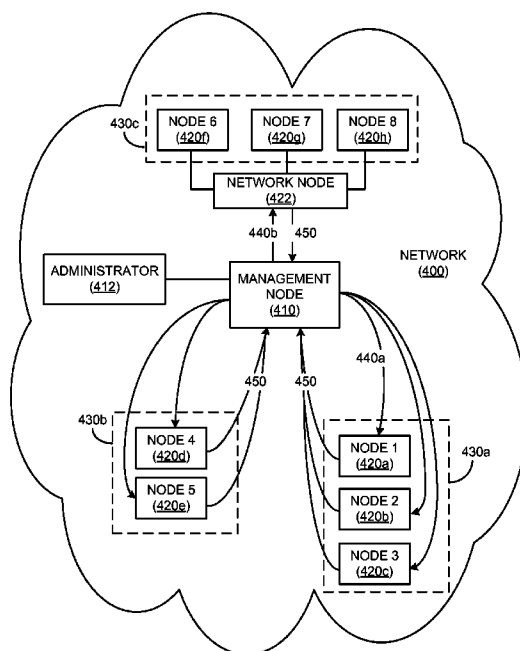 NODE 6
(420f)
NODE 7
(420g)
NODE 8
(420h)
430c
NETWORK NODE
(422)
440b
450
ADMINISTRATOR
(412)
MANAGEMENT
NODE
(410)
NETWORK
(400)
440a
450
450
430b
NODE 4
(420d)
NODE 5
(420e)
NODE 1
(420a)
NODE 2
(420b)
NODE 3
(420c)
430a